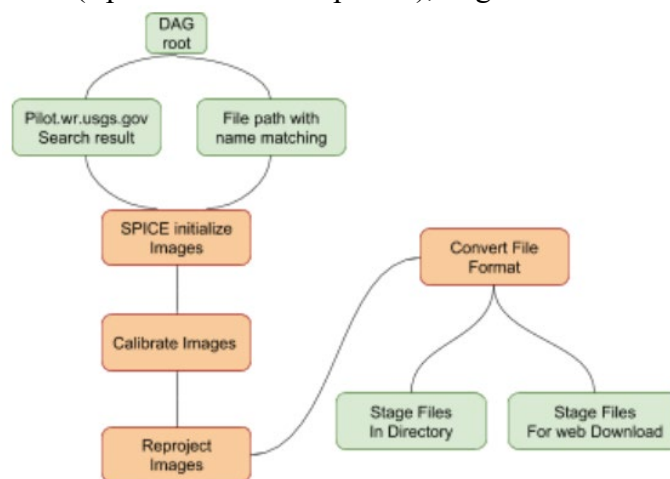 DAG
root
Pilot.wr.usgs.gov
Search result
File path with
name matching
SPICE initialize
Images
Calibrate Images
Reproject
Images
Convert File
Format
Stage Files
In Directory
Stage Files
For web Download